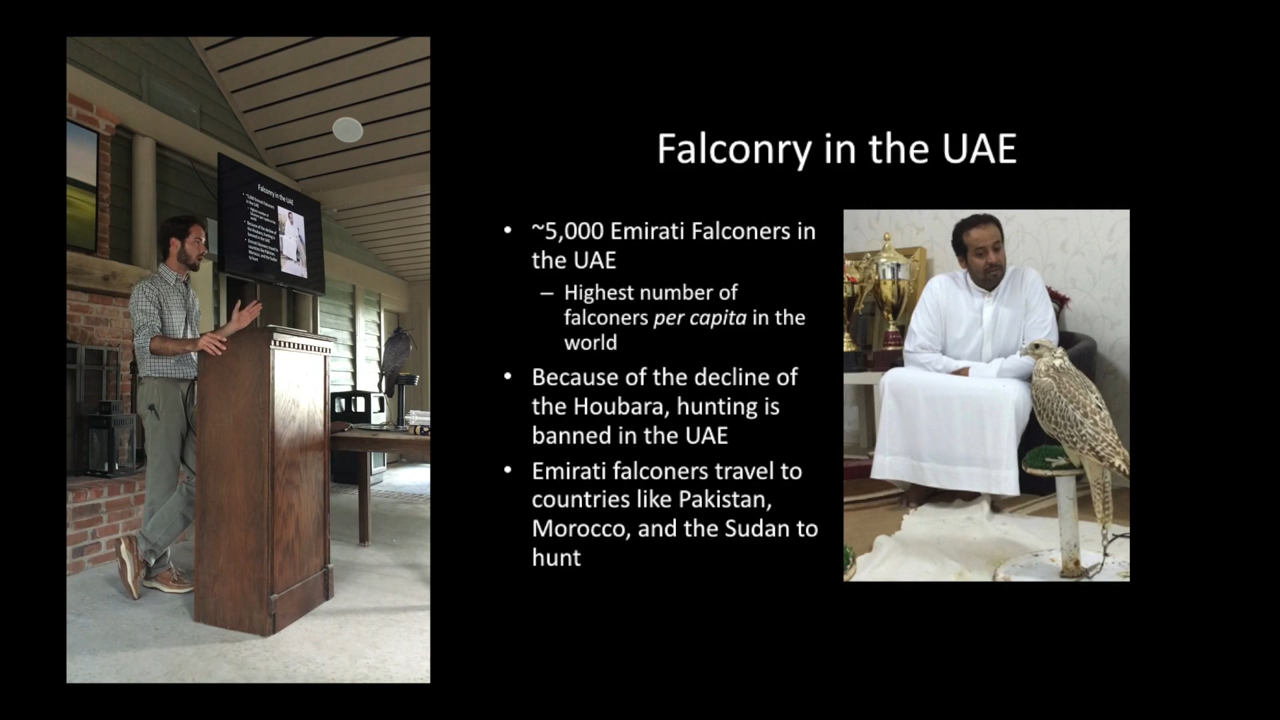 Falconry in the UAE
• ~5,000 Emirati Falconers in
the UAE
– Highest number of
falconers per capita in the
world
• Because of the decline of
the Houbara, hunting is
banned in the UAE
• Emirati falconers travel to
countries like Pakistan,
Morocco, and the Sudan to
hunt
Falconry in the UAE